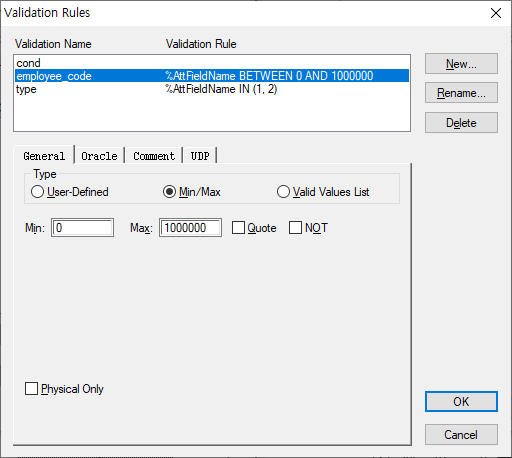 Validation Rules
Validation Name Validation Rule
cond
employee_code %AttFieldName BETWEEN 0 AND 1000000
type %AttFieldName IN (1, 2)
New...
Rename...
Delete
General Oracle Comment UDP
Type
User-Defined Min/Max Valid Values List
Min: 0 Max: 1000000 Quote NOT
Physical Only
OK
Cancel